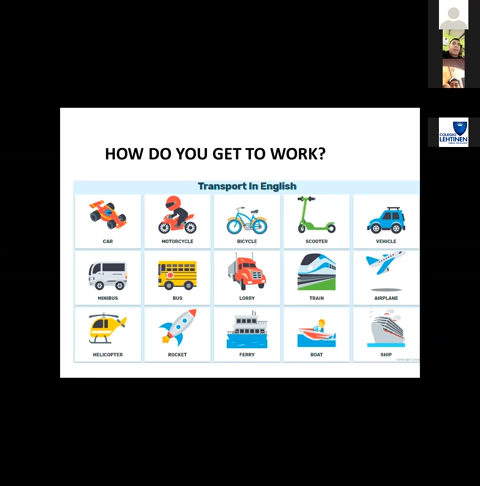 HOW DO YOU GET TO WORK?
Transport In English
CAR MOTORCYCLE BICYCLE SCOOTER VEHICLE
MINIBUS BUS LORRY TRAIN AIRPLANE
HELICOPTER ROCKET FERRY BOAT SHIP
COLEGIO
LEHTINEN